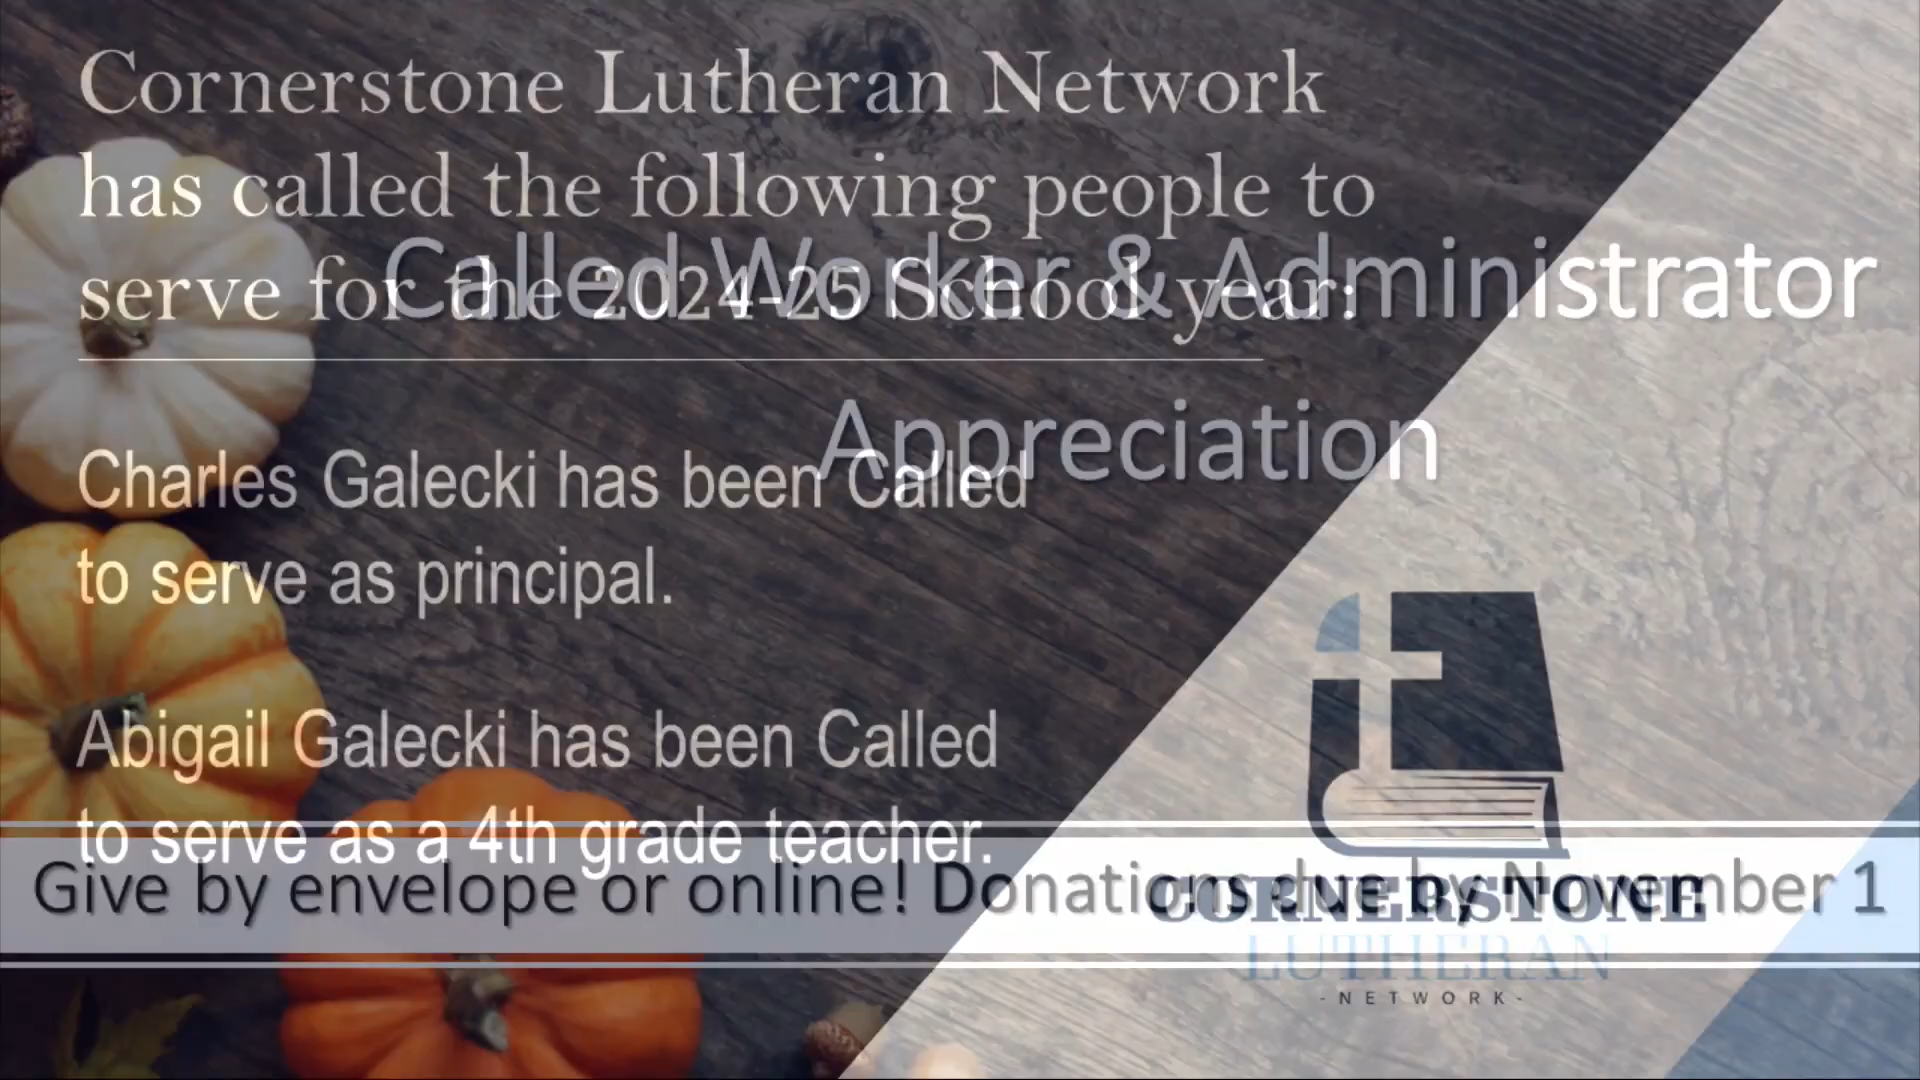 Cornerstone Lutheran Network
has called the following people to
serve for the 2024-25 School year:
Called Worker & Administrator
Appreciation
Charles Galecki has been Called
to serve as principal.
Abigail Galecki has been Called
to serve as a 4th grade teacher.
Give by envelope or online! Donations due by November 1
CORNERSTONE
LUTHERAN
-NETWORK-